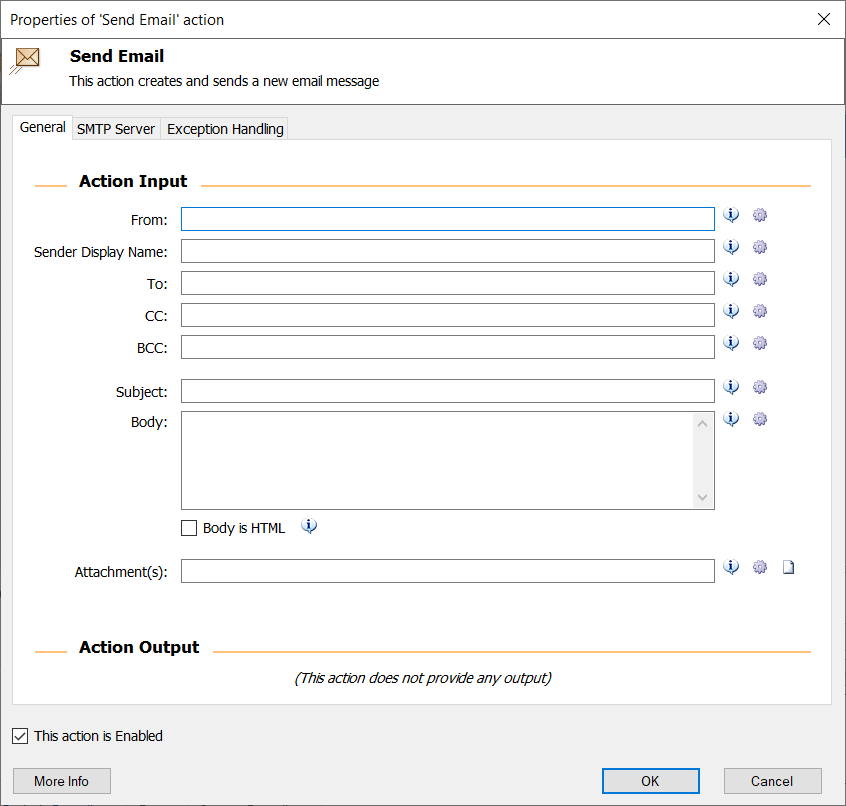 Properties of 'Send Email' action
Send Email
This action creates and sends a new email message
General SMTP Server Exception Handling
Action Input
From:
Sender Display Name:
To:
CC:
BCC:
Subject:
Body:
Body is HTML
Attachment(s):
Action Output
(This action does not provide any output)
This action is Enabled
More Info OK Cancel